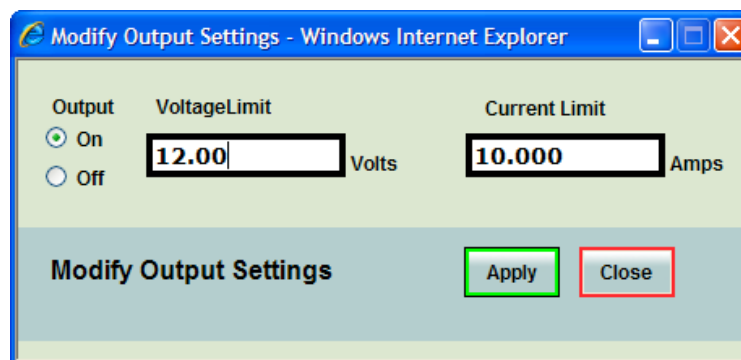 Modify Output Settings - Windows Internet Explorer
Output VoltageLimit Current Limit
On
12.00 Volts 10.000 Amps
Off
Modify Output Settings Apply Close